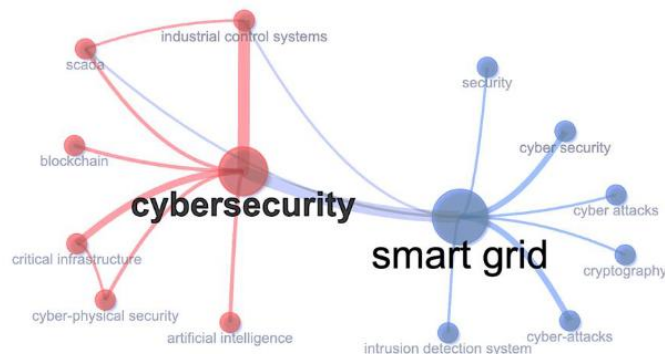 industrial control systems
scada
security
blockchain
cyber security
cybersecurity
cyber attacks
smart grid
critical infrastructure
cryptography
cyber-physical security
artificial intelligence
cyber-attacks
intrusion detection system